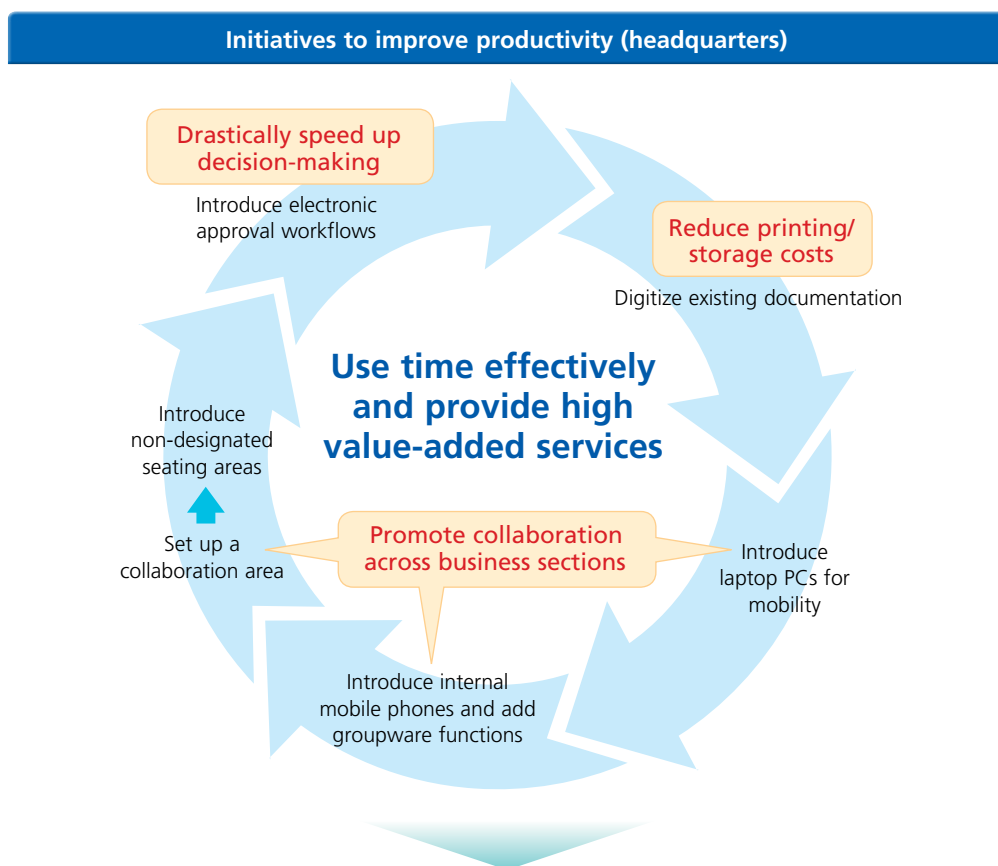 Initiatives to improve productivity (headquarters)
Drastically speed up
decision-making
Introduce electronic
approval workflows
Reduce printing/
storage costs
Digitize existing documentation
Use time effectively
and provide high
value-added services
Introduce
non-designated
seating areas
Set up a
collaboration area
Promote collaboration
across business sections
Introduce
laptop PCs for
mobility
Introduce internal
mobile phones and add
groupware functions